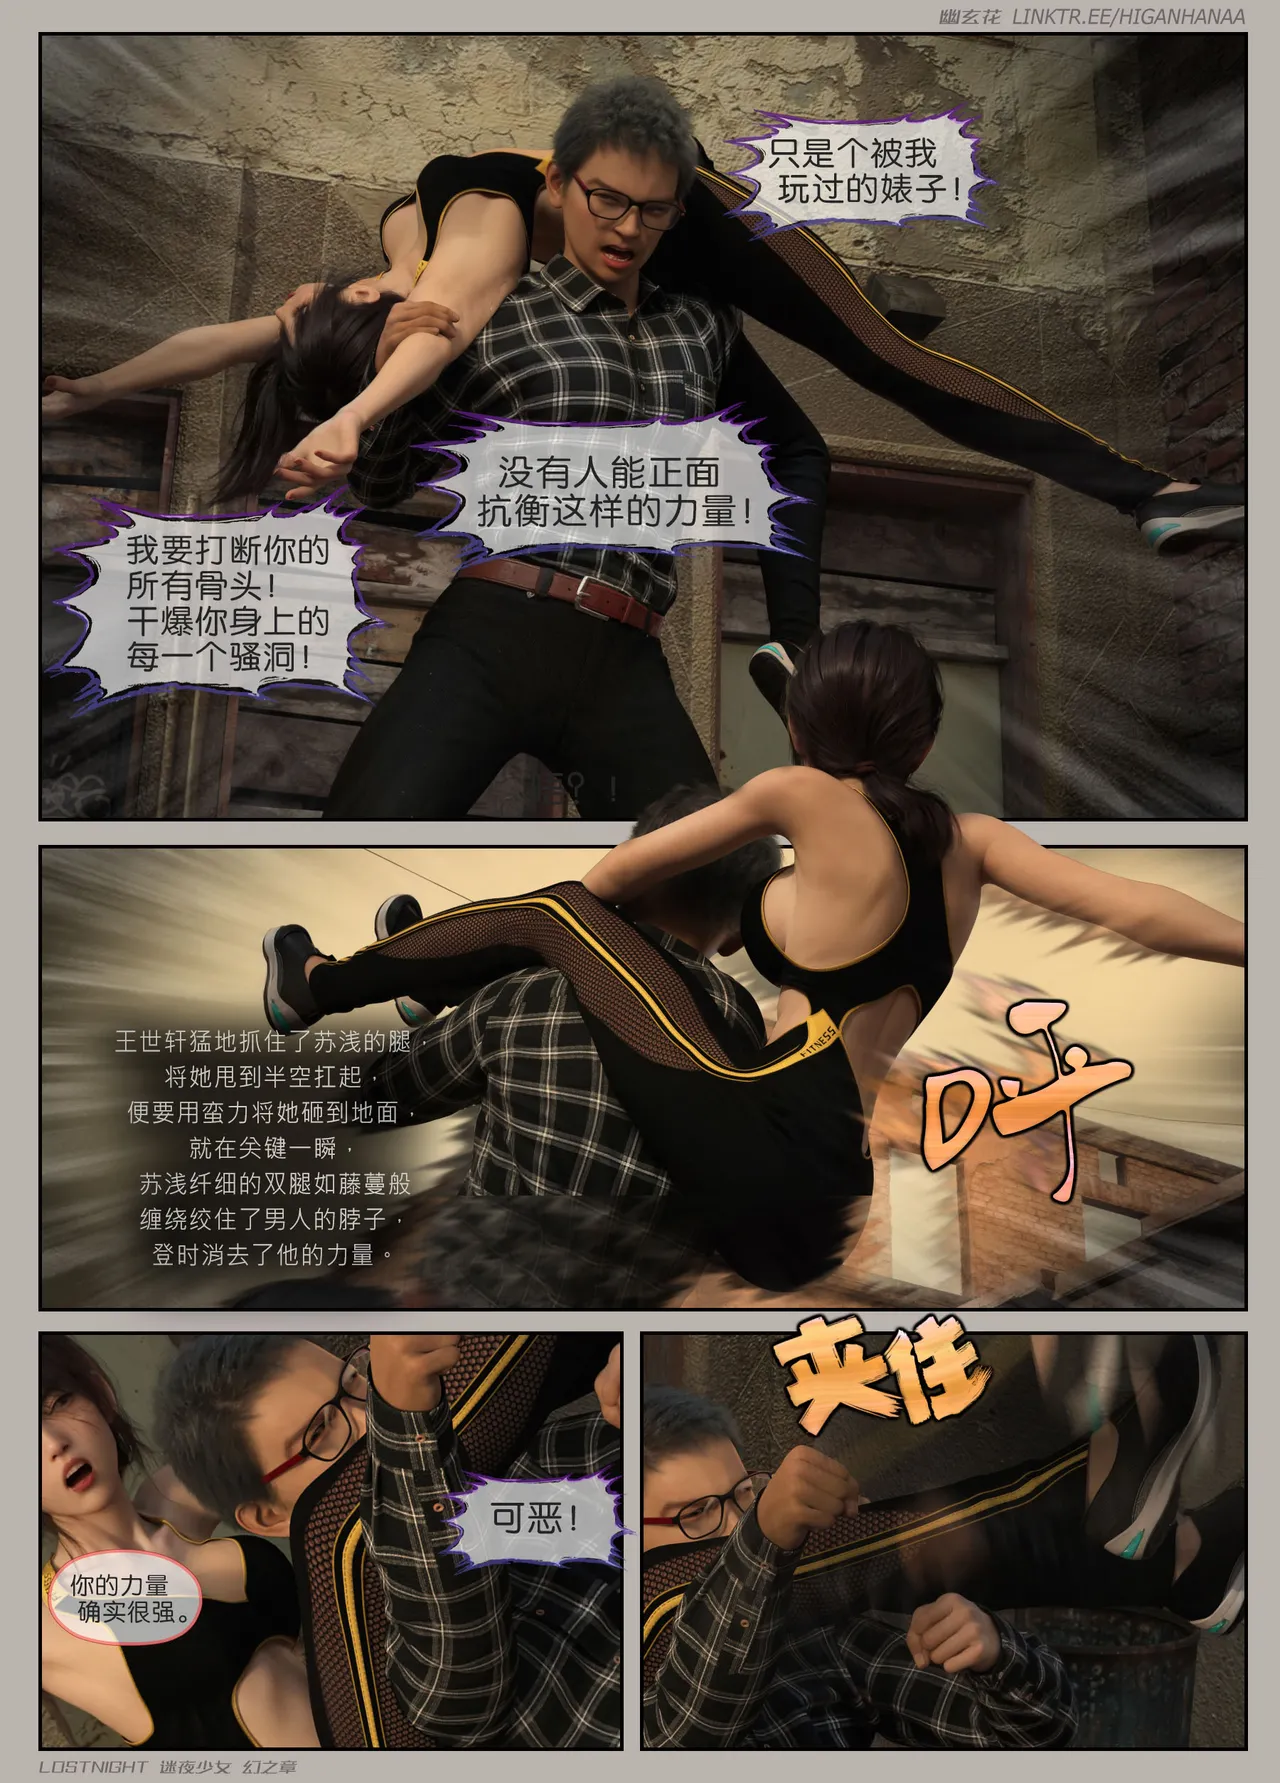 幽玄花 LINKTR.EE/HIGANHANAA
只是个被我
玩过的婊子!
没有人能正面
抗衡这样的力量!
我要打断你的
所有骨头!
干爆你身上的
每一个骚洞!
王世轩猛地抓住了苏浅的腿，
将她甩到半空扛起，
便要用蛮力将她砸到地面，
就在关键一瞬，
苏浅纤细的双腿如藤蔓般
缠绕绞住了男人的脖子，
登时消去了他的力量。
FITNESS
呼
夹住
可恶!
你的力量
确实很强。
LOSTNIGHT 迷夜少女 幻之章